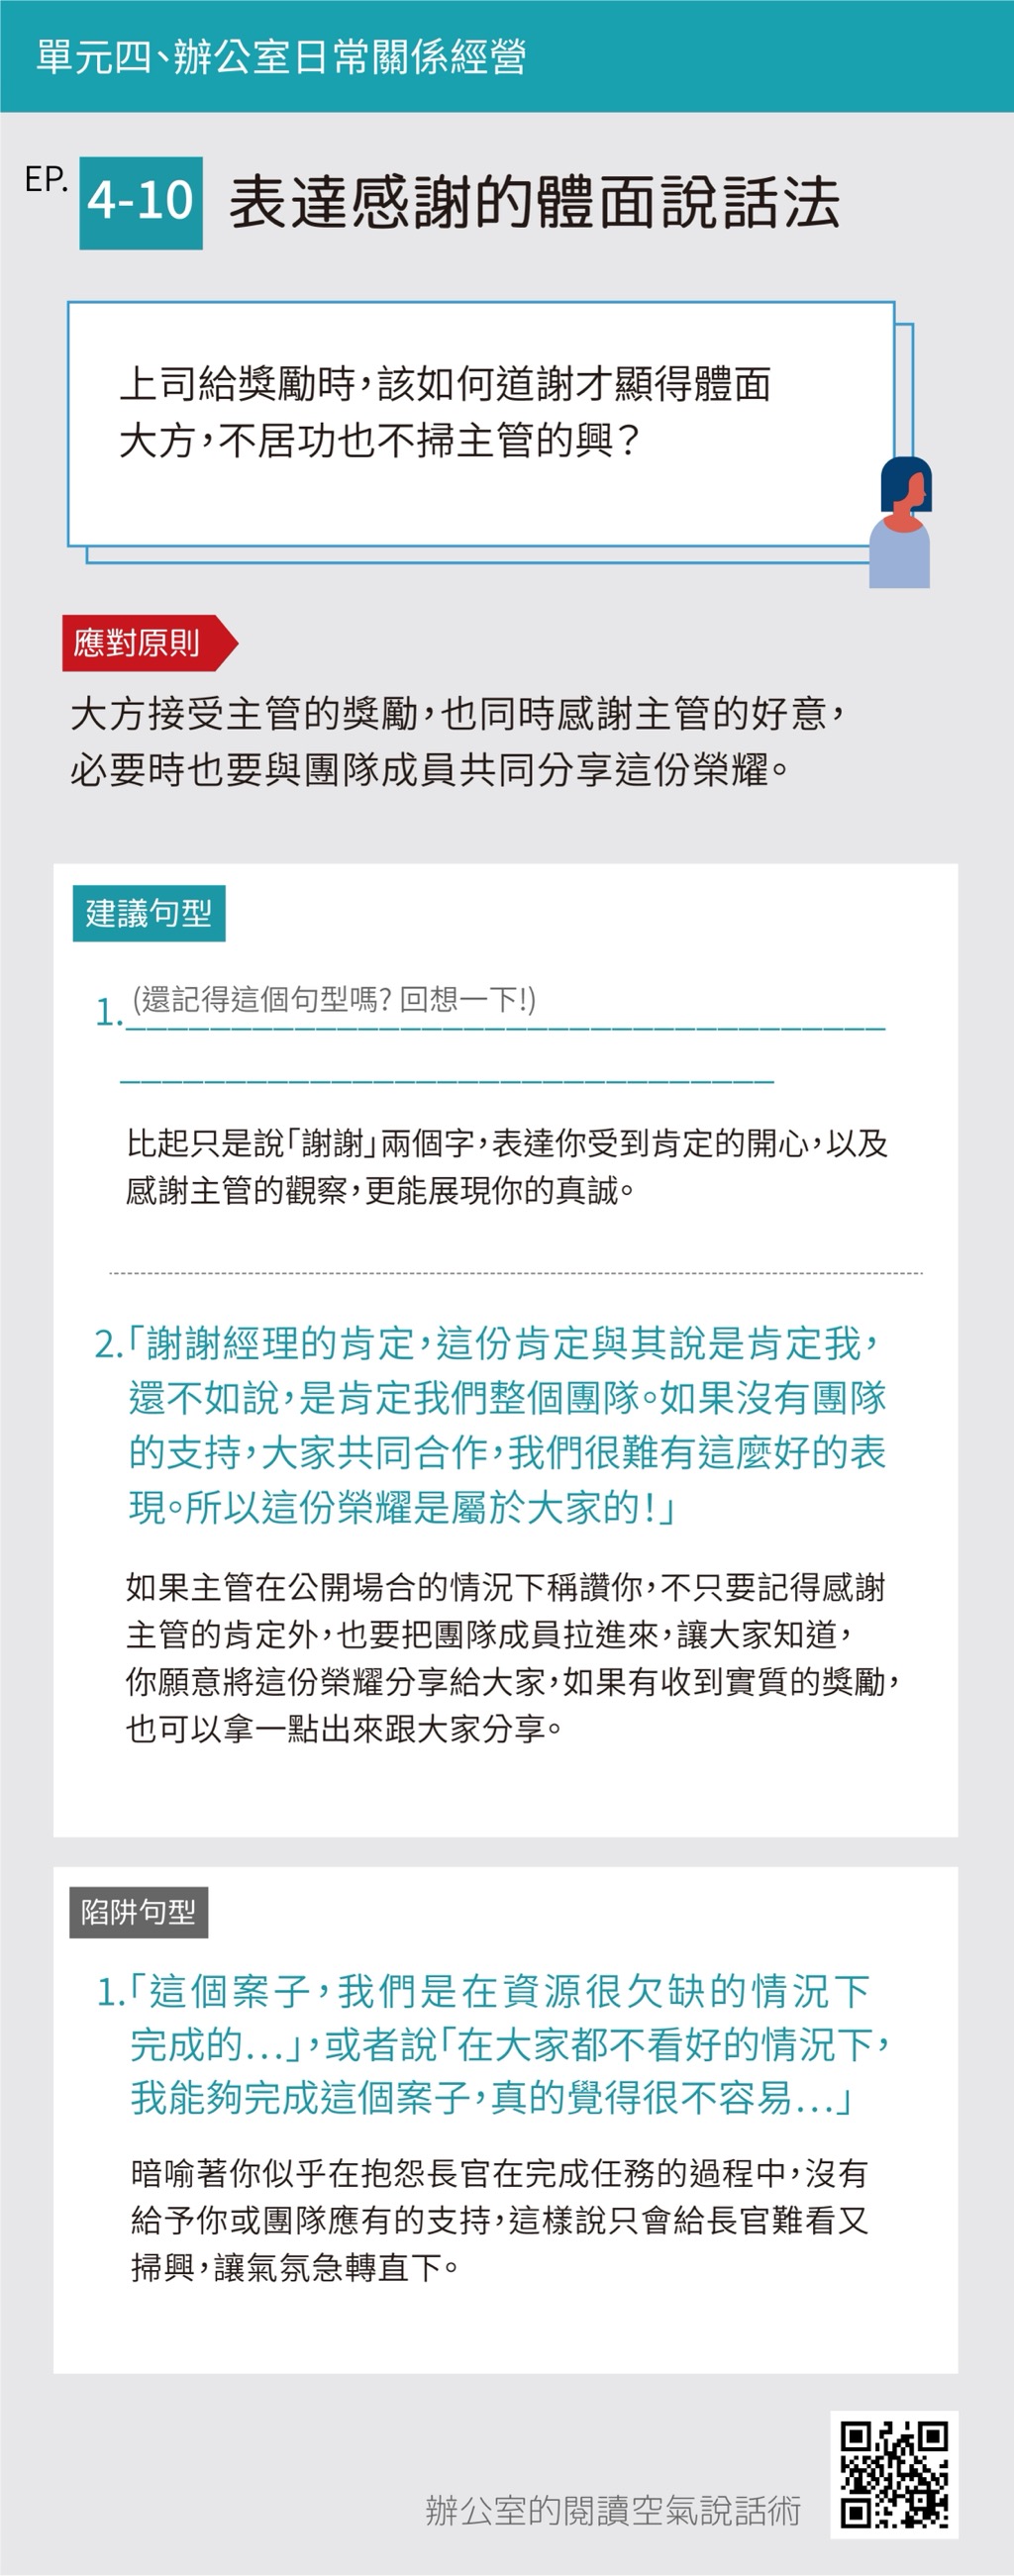 單元四、辦公室日常關係經營
EP.
4-10
表達感謝的體面說話法
上司給獎勵時,該如何道謝才顯得體面
大方,不居功也不掃主管的興?
應對原則
大方接受主管的獎勵,也同時感謝主管的好意,
必要時也要與團隊成員共同分享這份榮耀。
建議句型
1.(還記得這個句型嗎? 回想一下!)
比起只是說「謝謝」兩個字,表達你受到肯定的開心,以及
感謝主管的觀察,更能展現你的真誠。
2.「謝謝經理的肯定,這份肯定與其說是肯定我,
還不如說,是肯定我們整個團隊。如果沒有團隊
的支持,大家共同合作,我們很難有這麼好的表
現。所以這份榮耀是屬於大家的!」
如果主管在公開場合的情況下稱讚你,不只要記得感謝
主管的肯定外,也要把團隊成員拉進來,讓大家知道,
你願意將這份榮耀分享給大家,如果有收到實質的獎勵,
也可以拿一點出來跟大家分享。
陷阱句型
1.「這個案子,我們是在資源很欠缺的情況下
完成的...」,或者說「在大家都不看好的情況下,
我能夠完成這個案子,真的覺得很不容易...」
暗喻著你似乎在抱怨長官在完成任務的過程中,沒有
給予你或團隊應有的支持,這樣說只會給長官難看又
掃興,讓氣氛急轉直下。
辦公室的閱讀空氣說話術